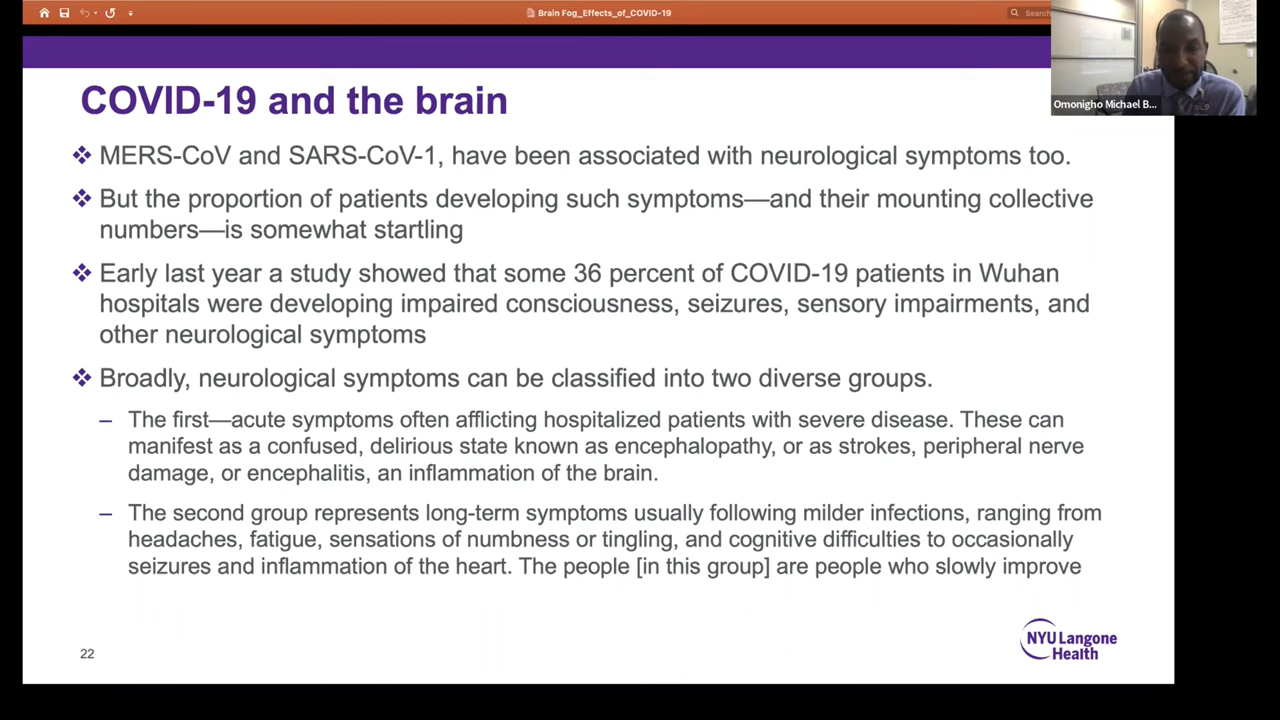 Brain Fog_Effects_of_COVID-19
Search
Omonigho Michael B...
COVID-19 and the brain
❖ MERS-CoV and SARS-CoV-1, have been associated with neurological symptoms too.
❖ But the proportion of patients developing such symptoms—and their mounting collective
numbers—is somewhat startling
❖ Early last year a study showed that some 36 percent of COVID-19 patients in Wuhan
hospitals were developing impaired consciousness, seizures, sensory impairments, and
other neurological symptoms
❖ Broadly, neurological symptoms can be classified into two diverse groups.
– The first—acute symptoms often afflicting hospitalized patients with severe disease. These can
manifest as a confused, delirious state known as encephalopathy, or as strokes, peripheral nerve
damage, or encephalitis, an inflammation of the brain.
– The second group represents long-term symptoms usually following milder infections, ranging from
headaches, fatigue, sensations of numbness or tingling, and cognitive difficulties to occasionally
seizures and inflammation of the heart. The people [in this group] are people who slowly improve
22
NYU Langone
Health